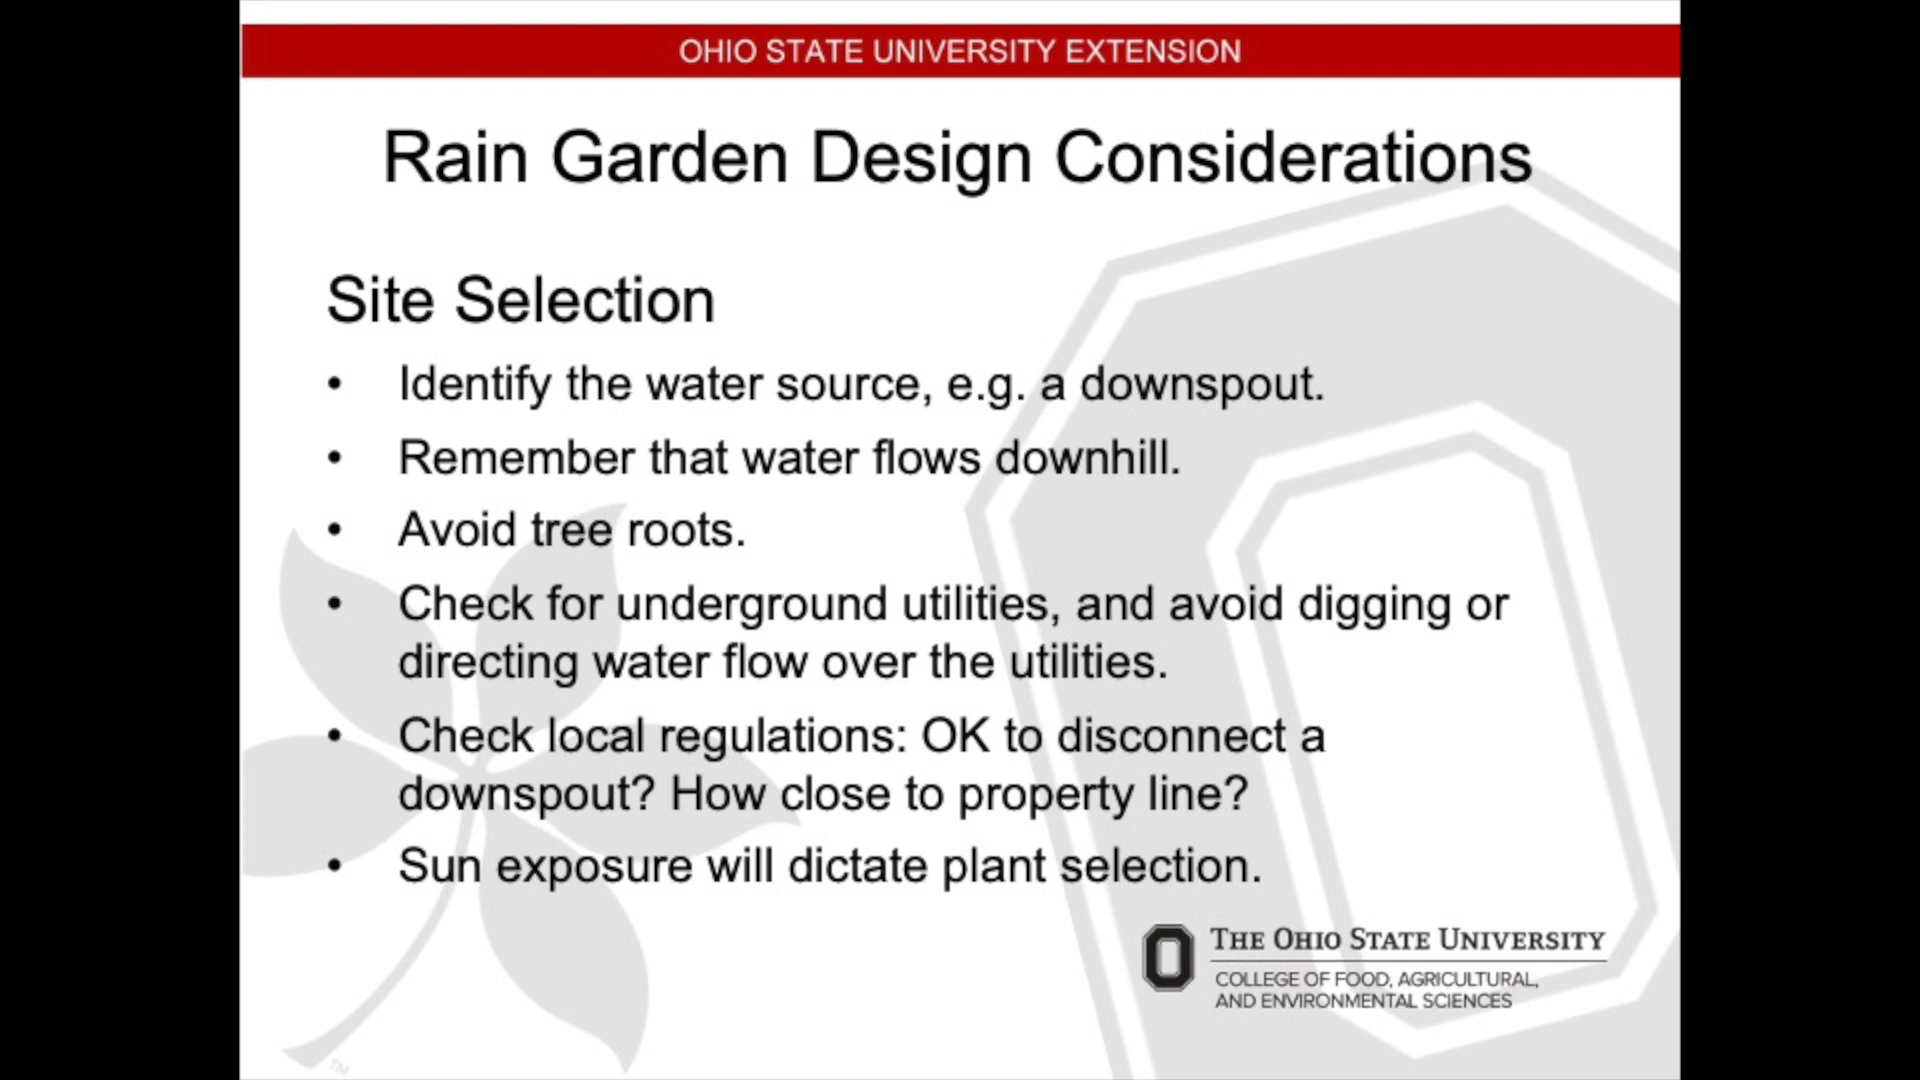 OHIO STATE UNIVERSITY EXTENSION
Rain Garden Design Considerations
Site Selection
• Identify the water source, e.g. a downspout.
• Remember that water flows downhill.
• Avoid tree roots.
• Check for underground utilities, and avoid digging or
directing water flow over the utilities.
• Check local regulations: OK to disconnect a
downspout? How close to property line?
• Sun exposure will dictate plant selection.
THE OHIO STATE UNIVERSITY
COLLEGE OF FOOD, AGRICULTURAL,
AND ENVIRONMENTAL SCIENCES
TM